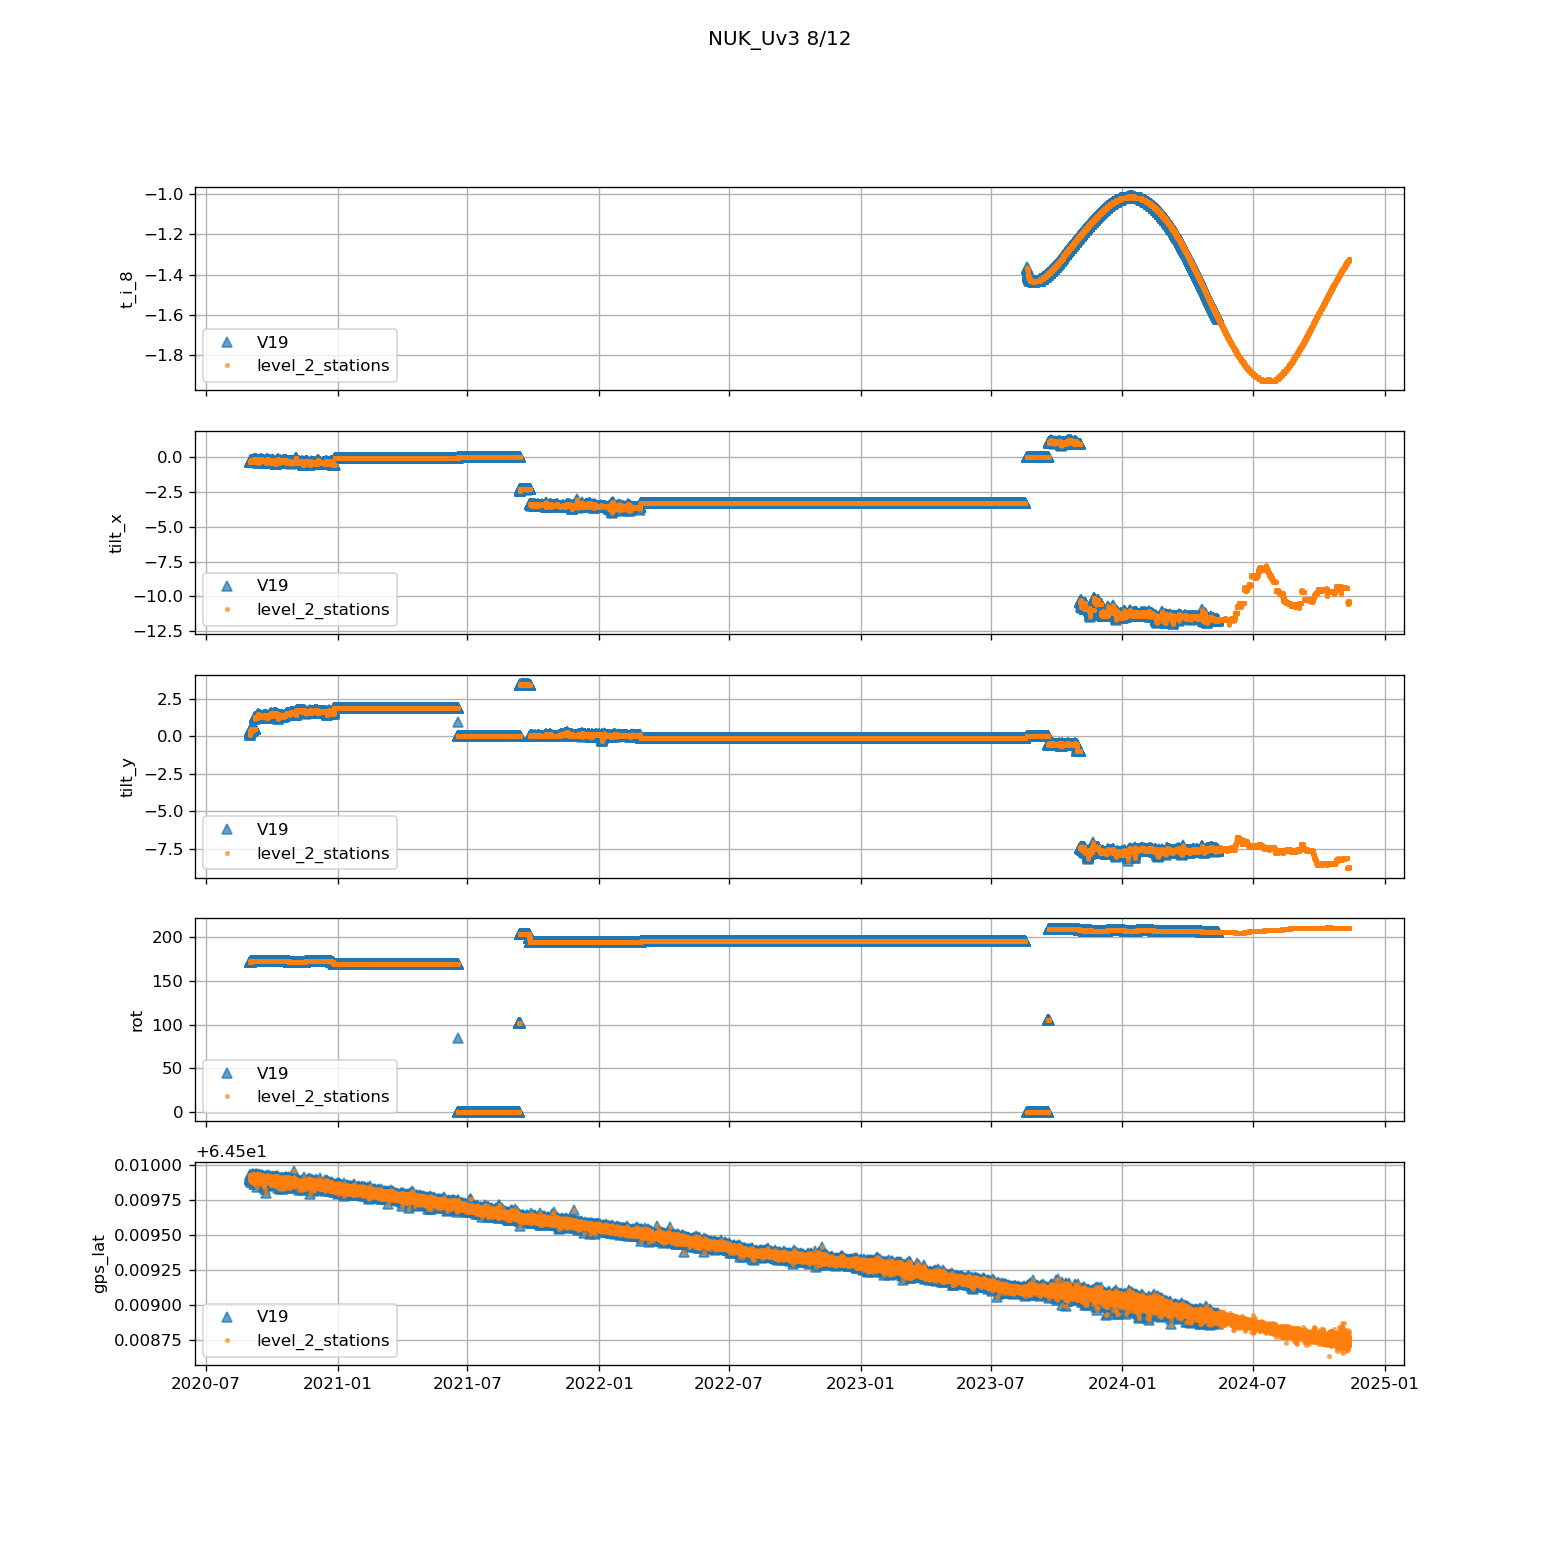 NUK_Uv3 8/12
−1.0
−1.2
−1.4
−1.6
−1.8
t_i_8
V19
level_2_stations
0.0
−2.5
−5.0
−7.5
−10.0
−12.5
tilt_x
V19
level_2_stations
2.5
0.0
−2.5
−5.0
−7.5
tilt_y
V19
level_2_stations
200
150
100
50
0
rot
V19
level_2_stations
+6.45e1
0.01000
0.00975
0.00950
0.00925
0.00900
0.00875
gps_lat
V19
level_2_stations
2020-07 2021-01 2021-07 2022-01 2022-07 2023-01 2023-07 2024-01 2024-07 2025-01